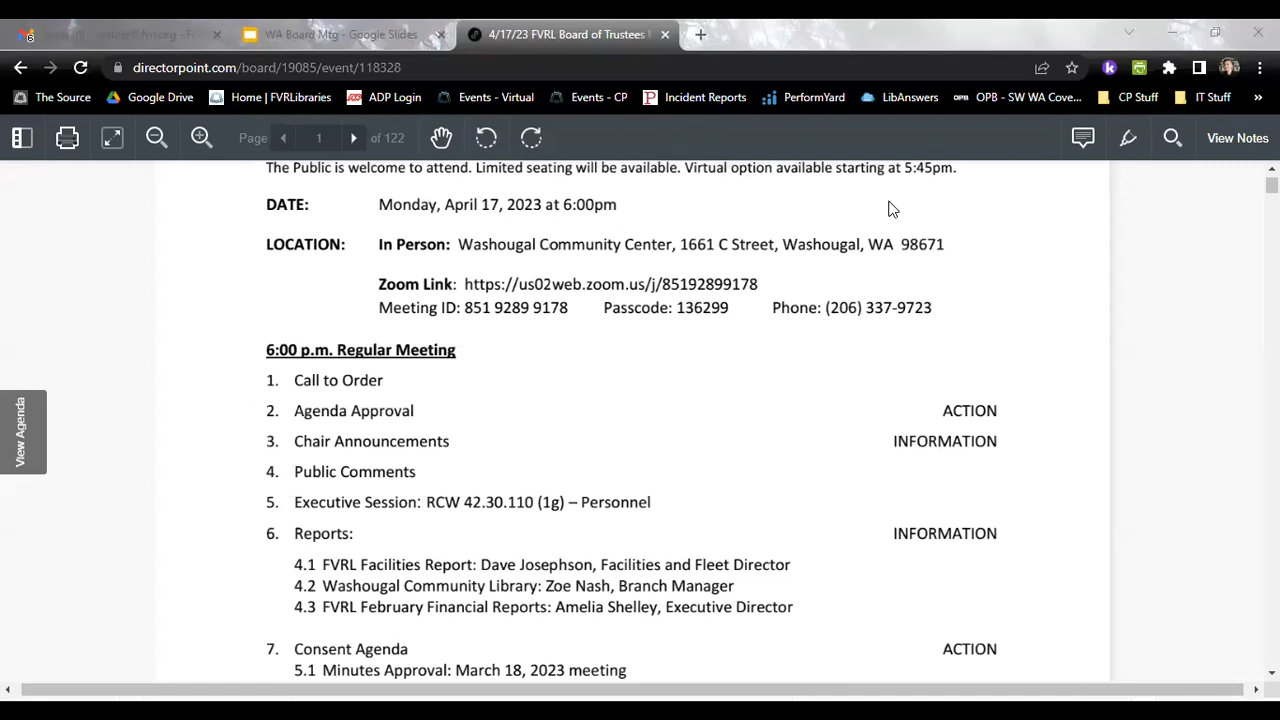 WA Board Mtg - Google Slides
4/17/23 FVRL Board of Trustees
directorpoint.com/board/19085/event/118328
The Source
Google Drive
Home | FVRLibraries
ADP Login
Events - Virtual
Events - CP
Incident Reports
PerformYard
LibAnswers
OPB - SW WA Cove...
CP Stuff
IT Stuff
»
Page 1 of 122
View Notes
View Agenda
The Public is welcome to attend. Limited seating will be available. Virtual option available starting at 5:45pm.
DATE: Monday, April 17, 2023 at 6:00pm
LOCATION: In Person: Washougal Community Center, 1661 C Street, Washougal, WA 98671
Zoom Link: https://us02web.zoom.us/j/85192899178
Meeting ID: 851 9289 9178 Passcode: 136299 Phone: (206) 337-9723
6:00 p.m. Regular Meeting
1. Call to Order
2. Agenda Approval ACTION
3. Chair Announcements INFORMATION
4. Public Comments
5. Executive Session: RCW 42.30.110 (1g) – Personnel
6. Reports: INFORMATION
4.1 FVRL Facilities Report: Dave Josephson, Facilities and Fleet Director
4.2 Washougal Community Library: Zoe Nash, Branch Manager
4.3 FVRL February Financial Reports: Amelia Shelley, Executive Director
7. Consent Agenda ACTION
5.1 Minutes Approval: March 18, 2023 meeting